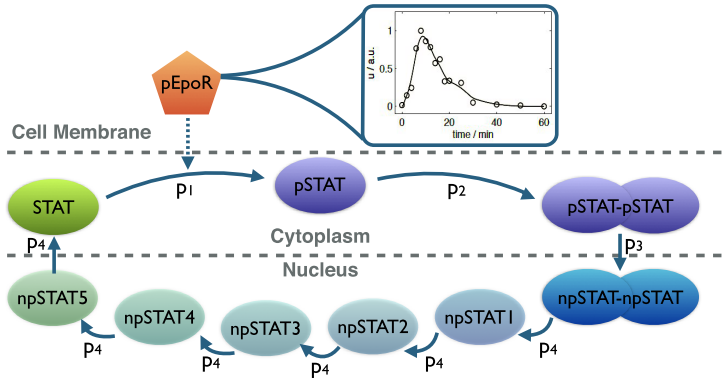 u / a.u.
1
0.5
0
0 20 40 60
time / min
pEpoR
Cell Membrane
P1
P2
STAT
pSTAT
pSTAT-pSTAT
P4
P3
Cytoplasm
Nucleus
npSTAT5
npSTAT4
npSTAT3
npSTAT2
npSTAT1
npSTAT-npSTAT
P4
P4
P4
P4
P4